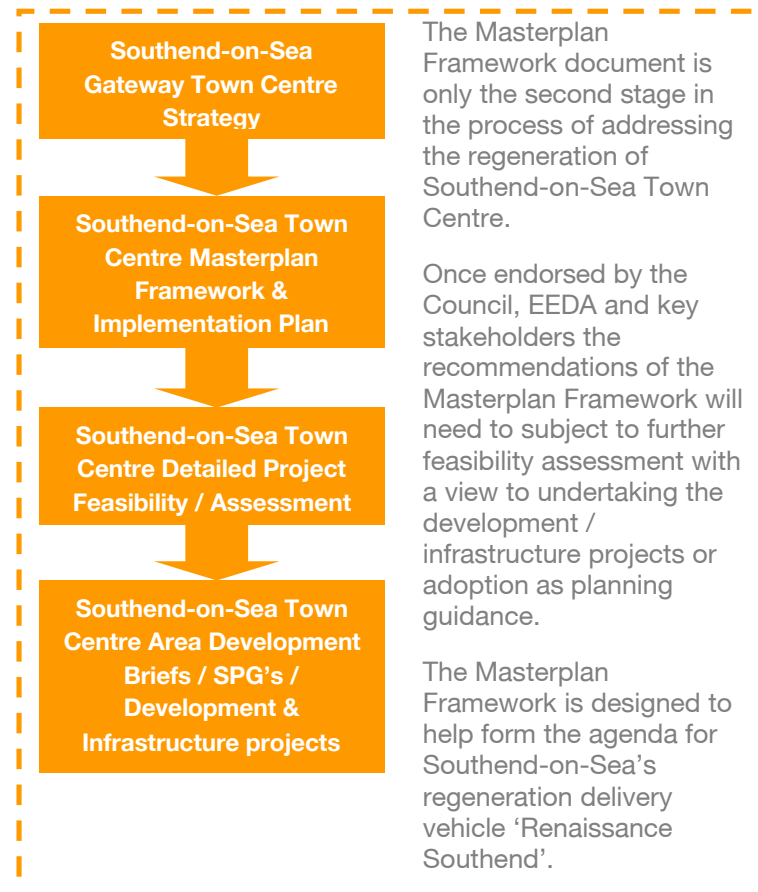 Southend-on-Sea
Gateway Town Centre
Strategy
Southend-on-Sea Town
Centre Masterplan
Framework &
Implementation Plan
Southend-on-Sea Town
Centre Detailed Project
Feasibility / Assessment
Southend-on-Sea Town
Centre Area Development
Briefs / SPG's /
Development &
Infrastructure projects
The Masterplan
Framework document is
only the second stage in
the process of addressing
the regeneration of
Southend-on-Sea Town
Centre.
Once endorsed by the
Council, EEDA and key
stakeholders the
recommendations of the
Masterplan Framework will
need to subject to further
feasibility assessment with
a view to undertaking the
development /
infrastructure projects or
adoption as planning
guidance.
The Masterplan
Framework is designed to
help form the agenda for
Southend-on-Sea's
regeneration delivery
vehicle ‘Renaissance
Southend’.